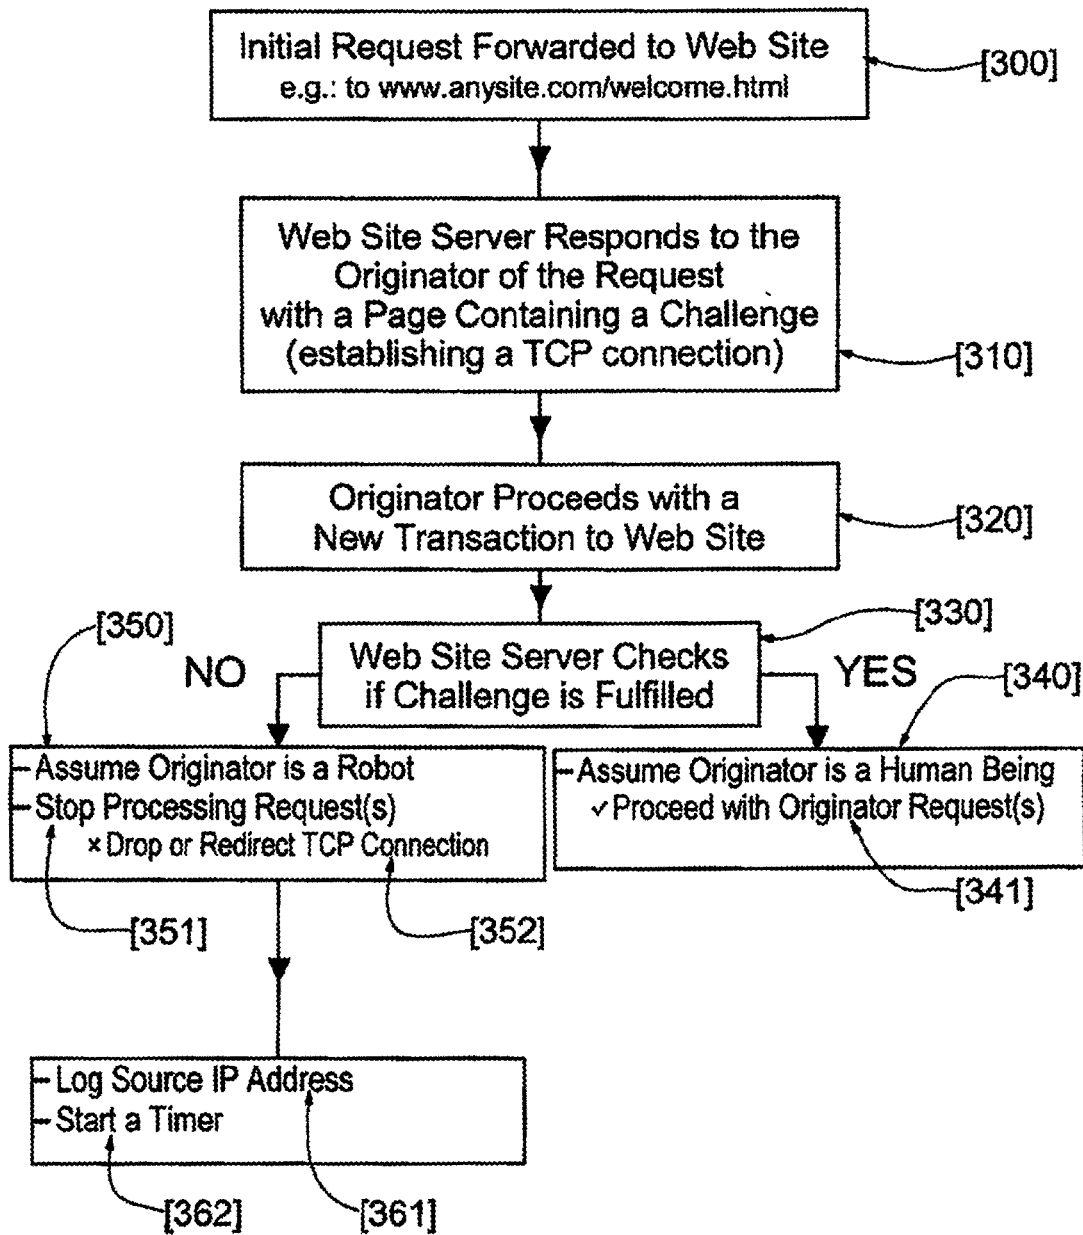 Initial Request Forwarded to Web Site
e.g.: to www.anysite.com/welcome.html
[300]
Web Site Server Responds to the
Originator of the Request
with a Page Containing a Challenge
(establishing a TCP connection)
[310]
Originator Proceeds with a
New Transaction to Web Site
[320]
[330]
[350]
NO
Web Site Server Checks
if Challenge is Fulfilled
YES
[340]
– Assume Originator is a Robot
– Stop Processing Request(s)
× Drop or Redirect TCP Connection
– Assume Originator is a Human Being
✓ Proceed with Originator Request(s)
[341]
[351]
[352]
– Log Source IP Address
– Start a Timer
[362]
[361]